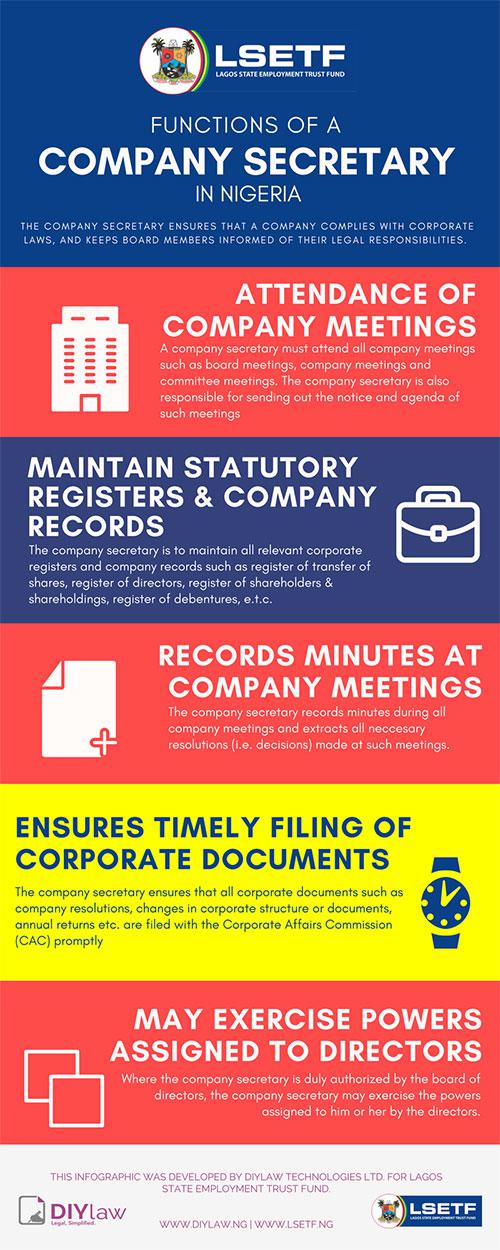 LSETF
LAGOS STATE EMPLOYMENT TRUST FUND
FUNCTIONS OF A
COMPANY SECRETARY
IN NIGERIA
THE COMPANY SECRETARY ENSURES THAT A COMPANY COMPLIES WITH CORPORATE
LAWS, AND KEEPS BOARD MEMBERS INFORMED OF THEIR LEGAL RESPONSIBILITIES.
ATTENDANCE OF
COMPANY MEETINGS
A company secretary must attend all company meetings
such as board meetings, company meetings and
committee meetings. The company secretary is also
responsible for sending out the notice and agenda of
such meetings
MAINTAIN STATUTORY
REGISTERS & COMPANY
RECORDS
The company secretary is to maintain all relevant corporate
registers and company records such as register of transfer of
shares, register of directors, register of shareholders &
shareholdings, register of debentures, e.t.c.
RECORDS MINUTES AT
COMPANY MEETINGS
The company secretary records minutes during all
company meetings and extracts all neccesary
resolutions (i.e. decisions) made at such meetings.
ENSURES TIMELY FILING OF
CORPORATE DOCUMENTS
The company secretary ensures that all corporate documents such as
company resolutions, changes in corporate structure or documents,
annual returns etc. are filed with the Corporate Affairs Commission
(CAC) promptly
MAY EXERCISE POWERS
ASSIGNED TO DIRECTORS
Where the company secretary is duly authorized by the board of
directors, the company secretary may exercise the powers
assigned to him or her by the directors.
THIS INFOGRAPHIC WAS DEVELOPED BY DIYLAW TECHNOLOGIES LTD. FOR LAGOS
STATE EMPLOYMENT TRUST FUND.
DIYlaw
Legal, Simplified.
WWW.DIYLAW.NG | WWW.LSETF.NG
LSETF
LAGOS STATE EMPLOYMENT TRUST FUND